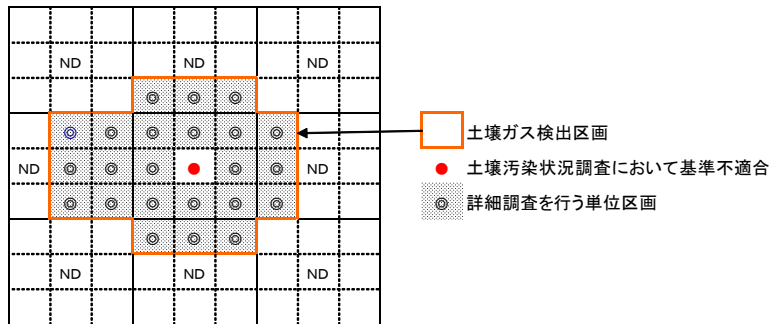 ND ND ND
◎ ◎ ◎
◎ ◎ ◎ ◎ ◎ ◎
ND ◎ ◎ ◎ ● ◎ ◎ ND
◎ ◎ ◎ ◎ ◎ ◎
◎ ◎ ◎
ND ND ND
土壌ガス検出区画
● 土壌汚染状況調査において基準不適合
◎ 詳細調査を行う単位区画